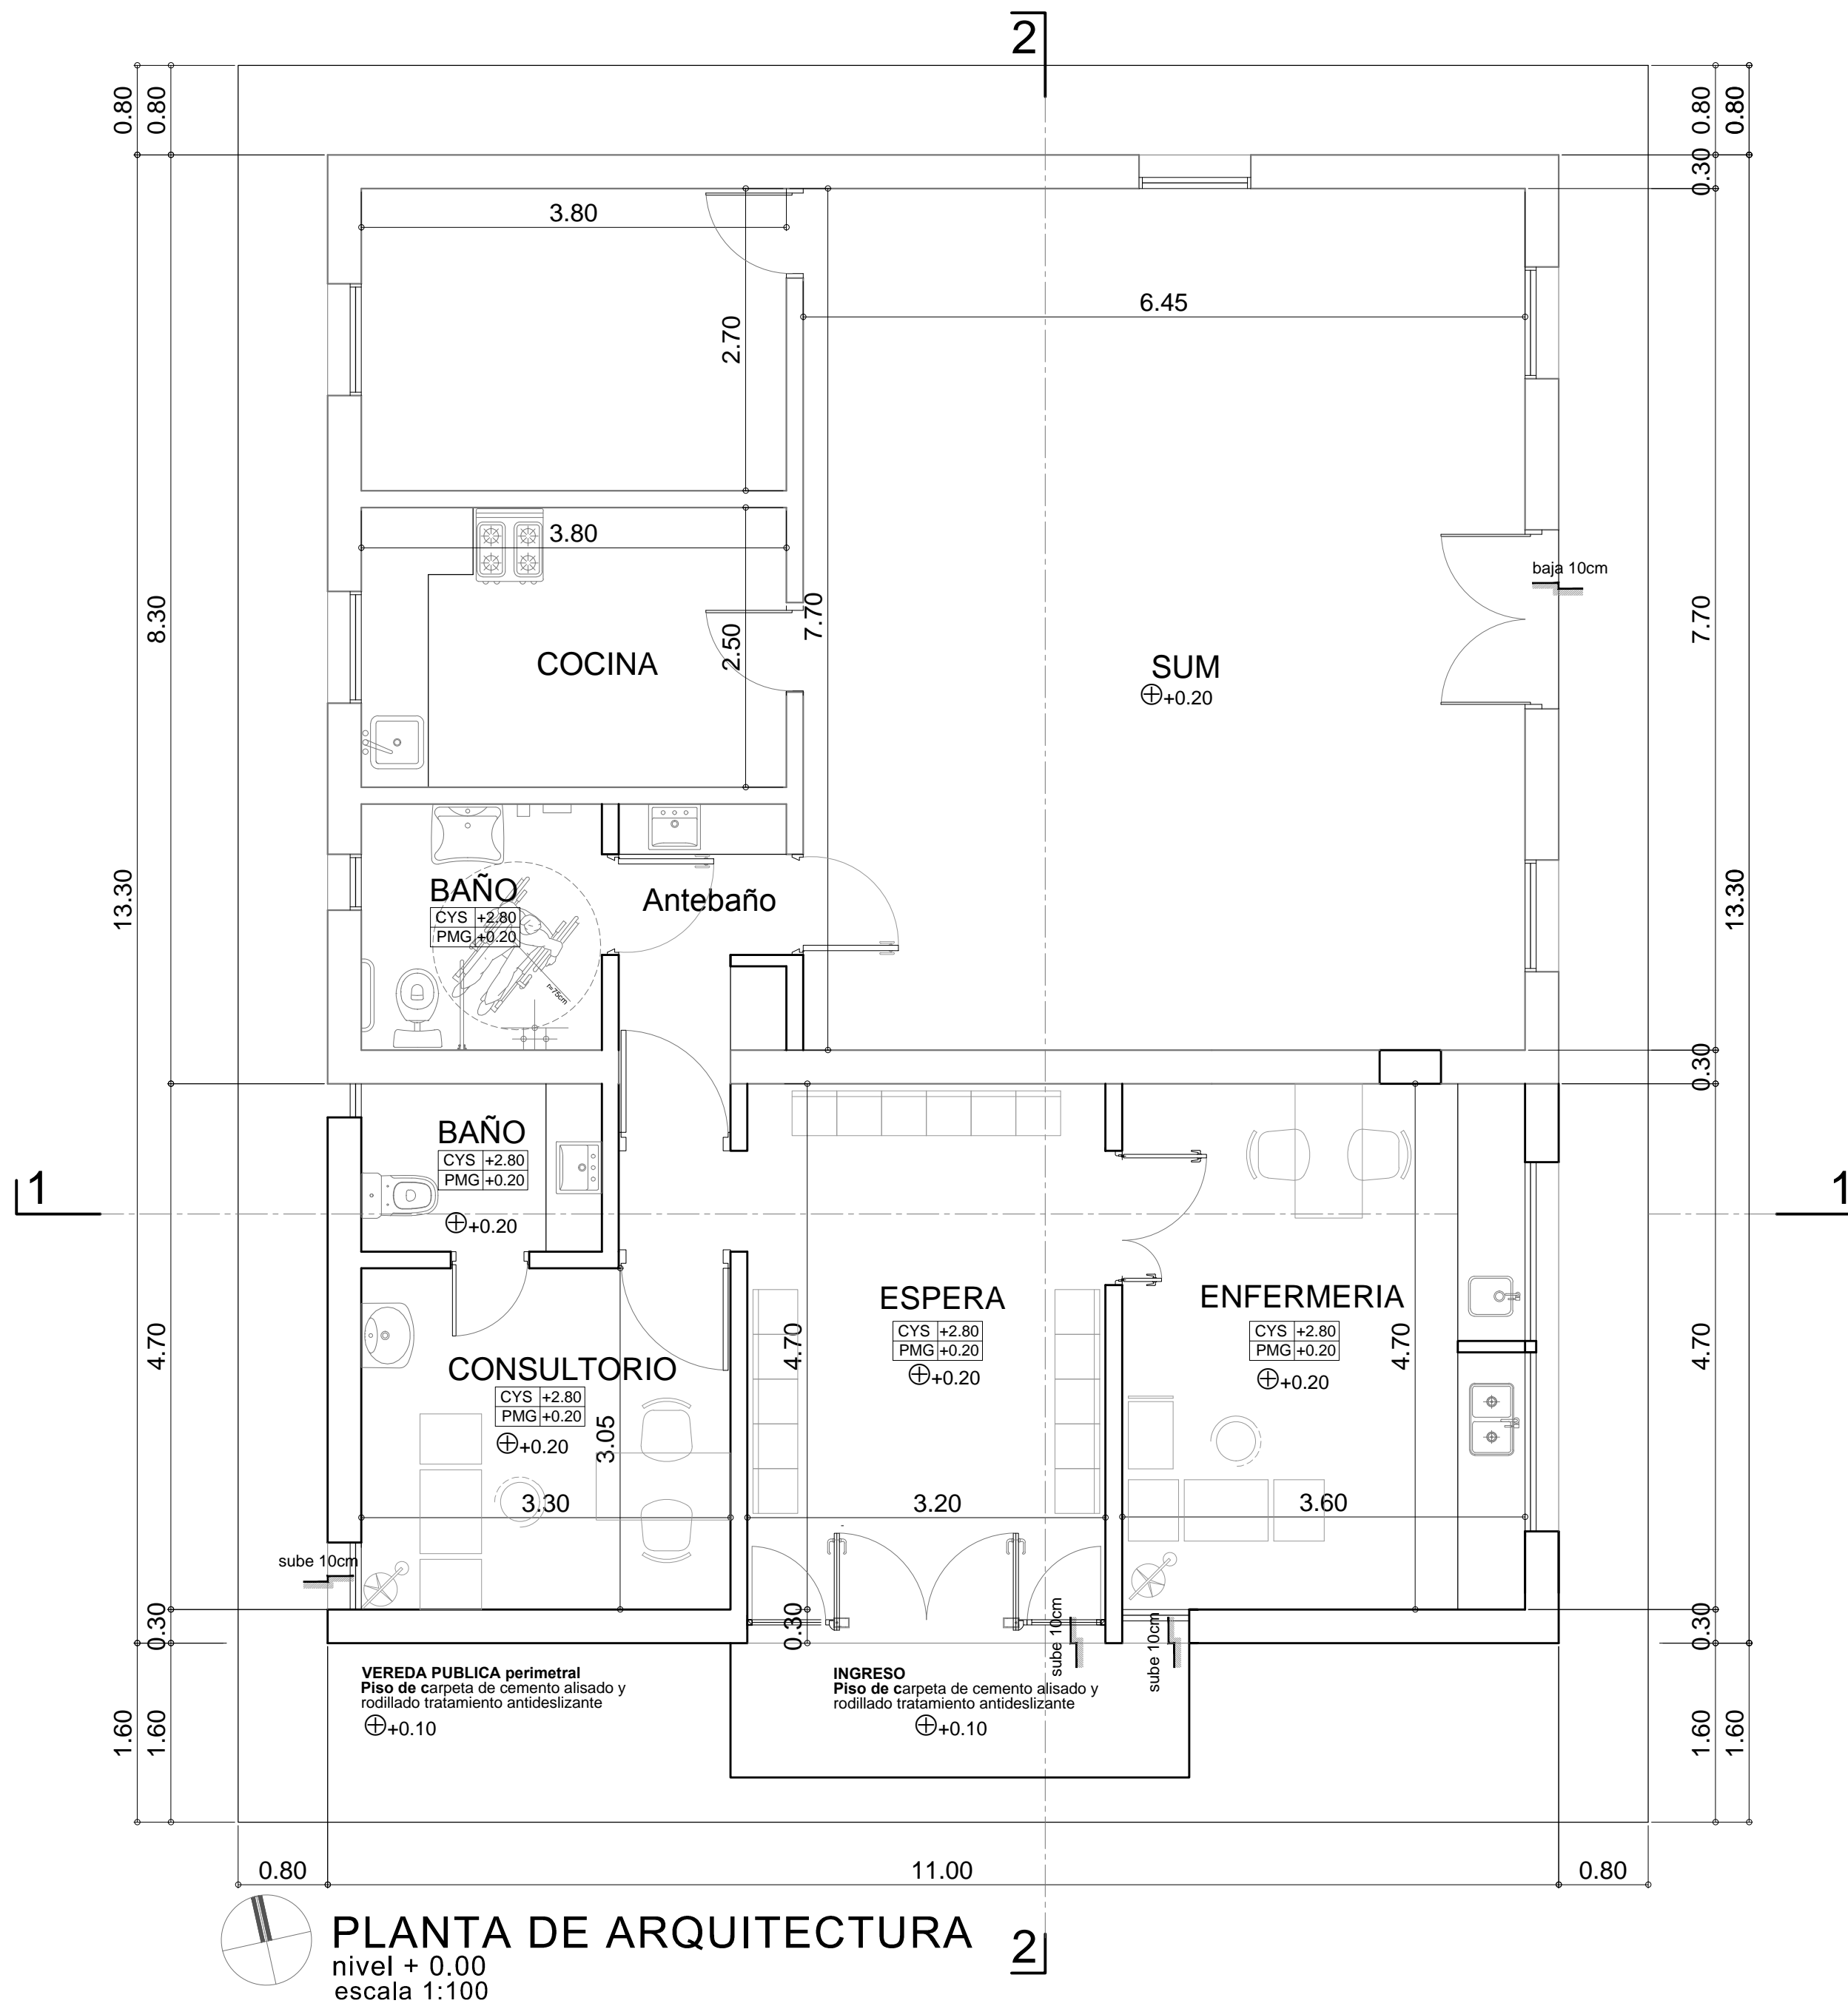 2
0.80
0.80
0.80
0.80
0.30
3.80
6.45
2.70
3.80
baja 10cm
8.30
7.70
7.70
2.50
COCINA
SUM
+0.20
BAÑO
CYS +2.80
PMG +0.20
Antebaño
13.30
13.30
r=75cm
0.30
BAÑO
CYS +2.80
PMG +0.20
+0.20
1
1
ESPERA
CYS +2.80
PMG +0.20
+0.20
ENFERMERIA
CYS +2.80
PMG +0.20
+0.20
4.70
4.70
4.70
4.70
CONSULTORIO
CYS +2.80
PMG +0.20
+0.20
3.05
3.30
3.20
3.60
sube 10cm
0.30
0.30
sube 10cm
sube 10cm
0.30
VEREDA PUBLICA perimetral
Piso de carpeta de cemento alisado y
rodillado tratamiento antideslizante
+0.10
INGRESO
Piso de carpeta de cemento alisado y
rodillado tratamiento antideslizante
+0.10
1.60
1.60
1.60
1.60
0.80
11.00
0.80
PLANTA DE ARQUITECTURA
nivel + 0.00
escala 1:100
2